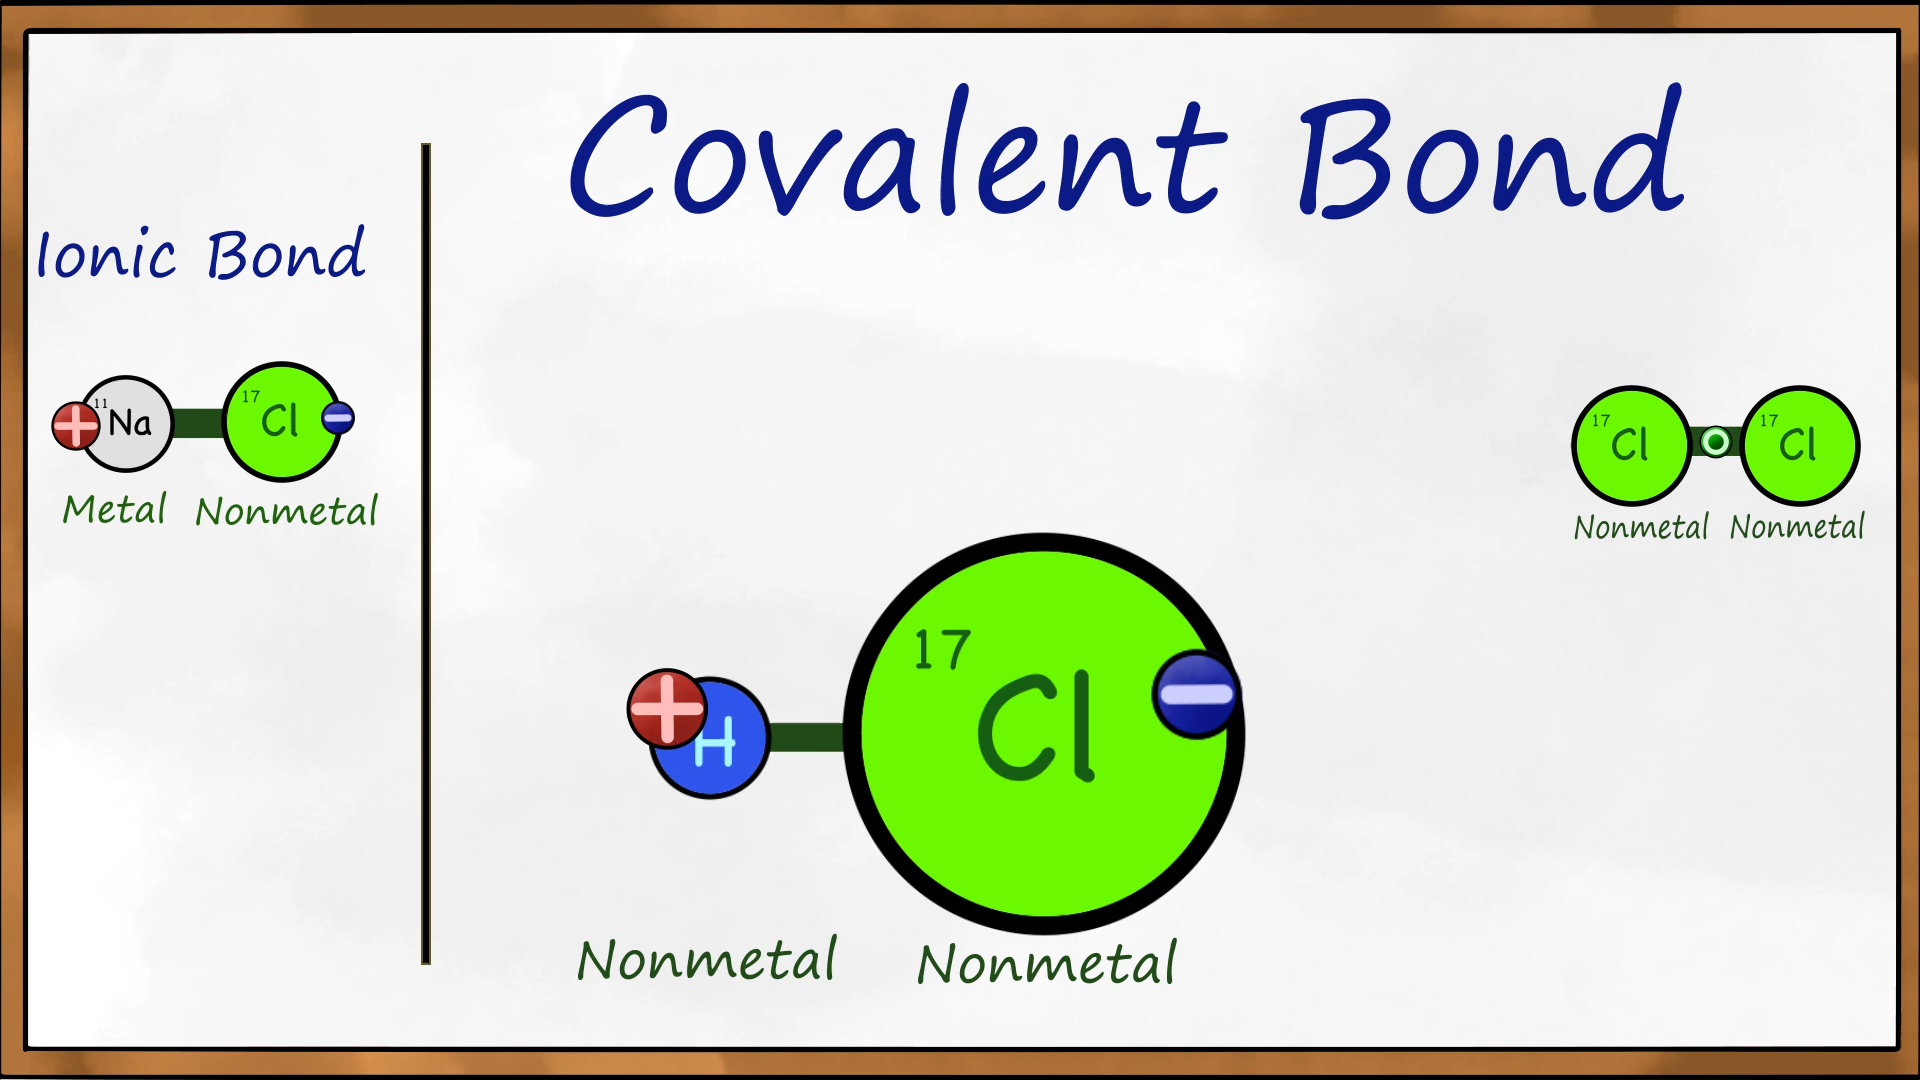 Covalent Bond
Ionic Bond
11
Na
17
Cl
Metal Nonmetal
17
Cl
17
Cl
Nonmetal Nonmetal
H
17
Cl
Nonmetal Nonmetal